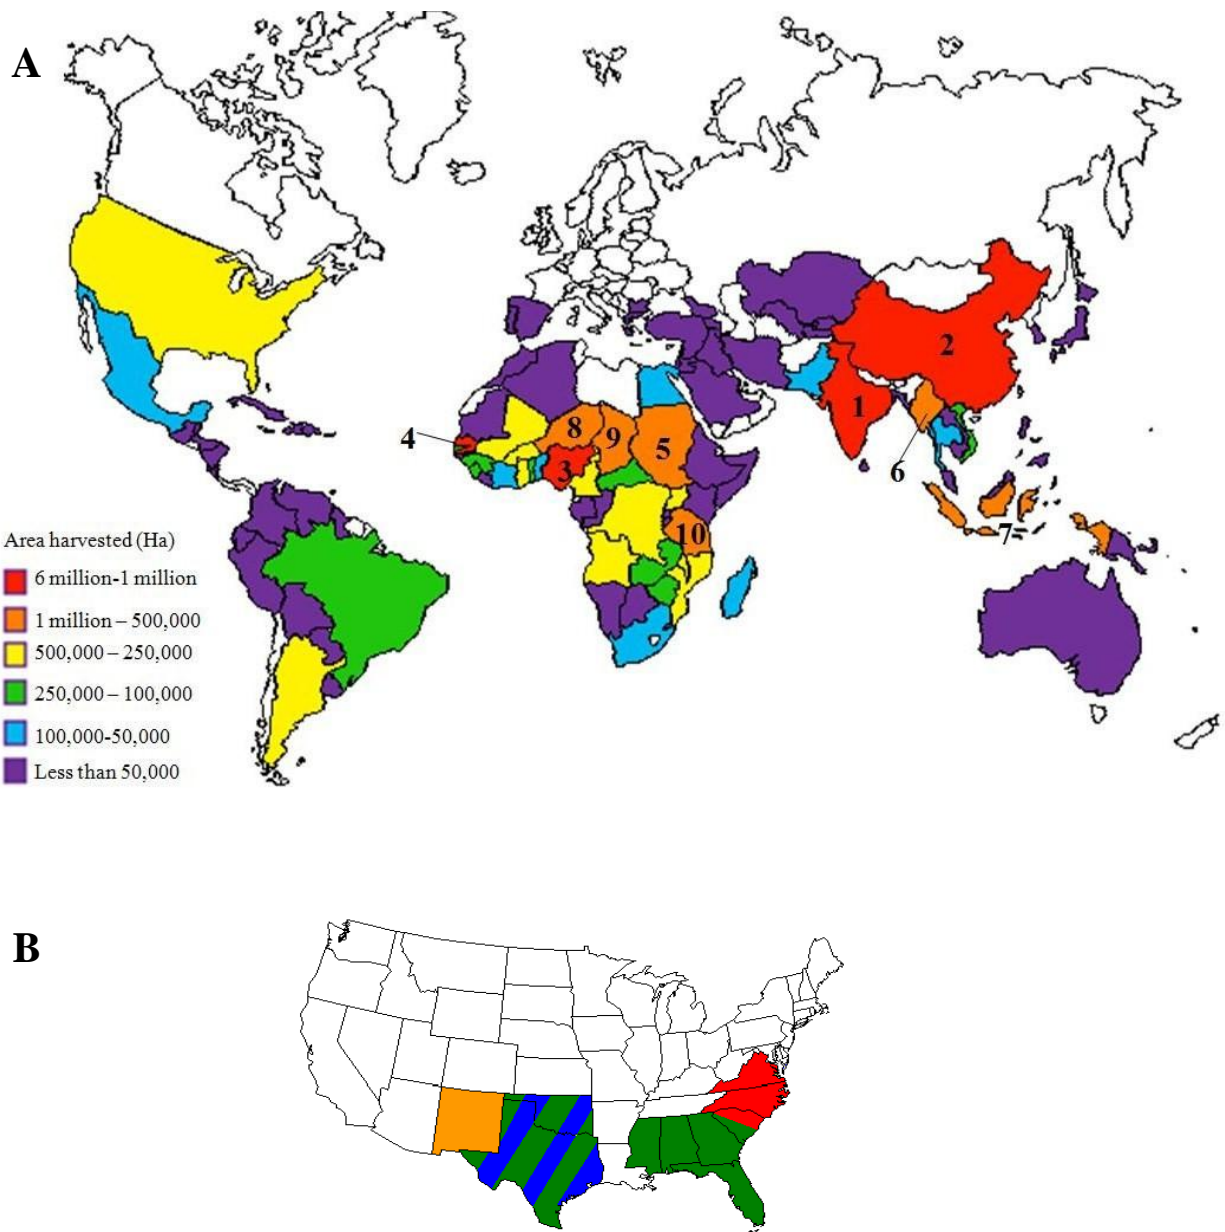 A
2
1
4
8
9
5
3
6
10
7
Area harvested (Ha)
6 million-1 million
1 million – 500,000
500,000 – 250,000
250,000 – 100,000
100,000-50,000
Less than 50,000
B